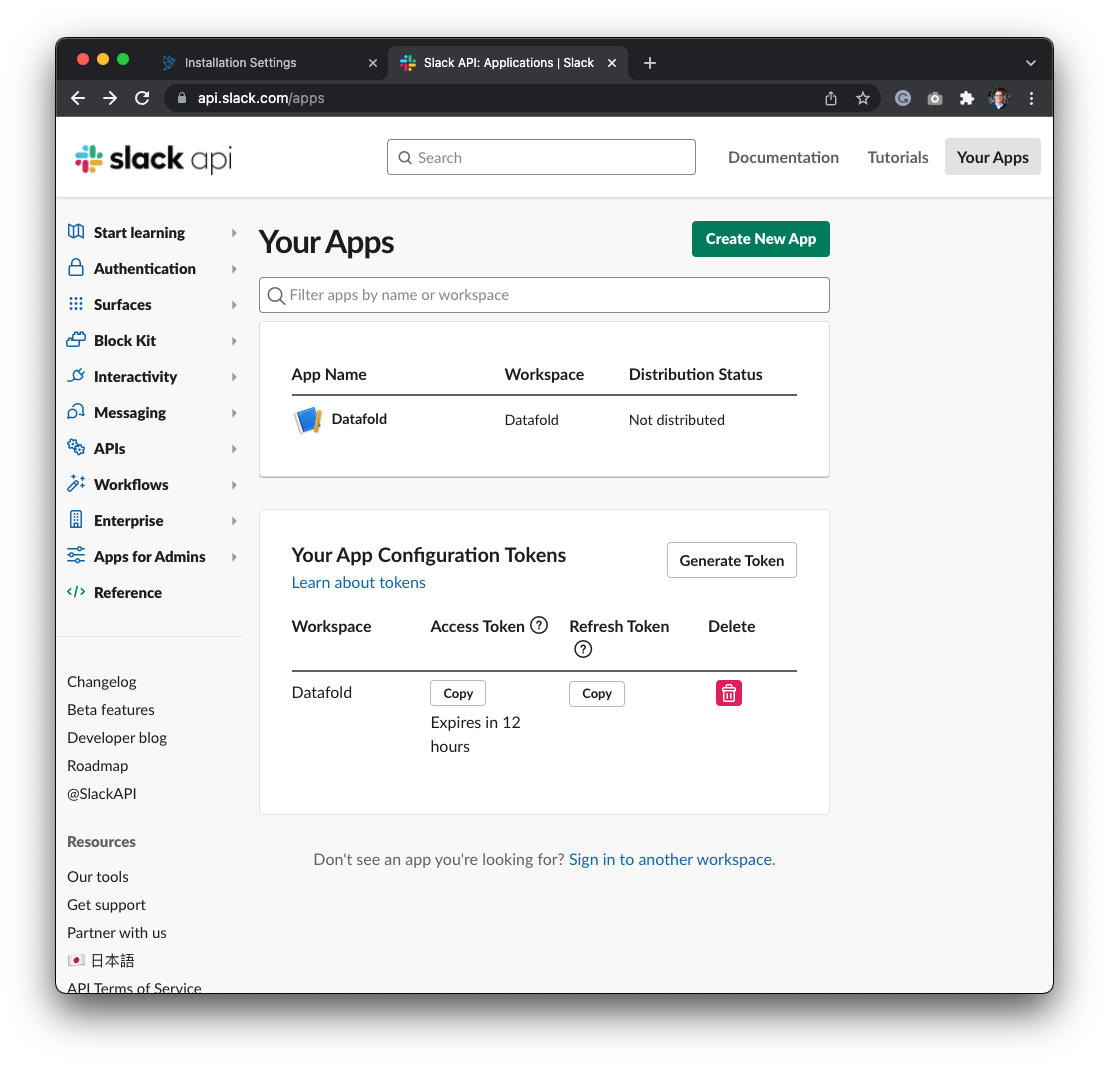 Installation Settings
Slack API: Applications | Slack
api.slack.com/apps
slack api
Search
Documentation
Tutorials
Your Apps
Start learning
Authentication
Surfaces
Block Kit
Interactivity
Messaging
APIs
Workflows
Enterprise
Apps for Admins
Reference
Changelog
Beta features
Developer blog
Roadmap
@SlackAPI
Resources
Our tools
Get support
Partner with us
日本語
API Terms of Service
Your Apps
Create New App
Filter apps by name or workspace
App Name Workspace Distribution Status
Datafold Datafold Not distributed
Your App Configuration Tokens
Generate Token
Learn about tokens
Workspace Access Token ? Refresh Token ? Delete
Datafold Copy Copy
Expires in 12
hours
Don't see an app you're looking for? Sign in to another workspace.